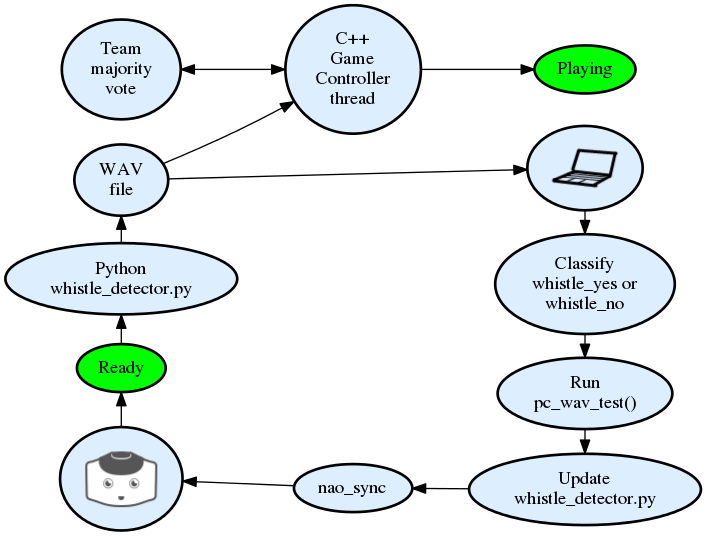 Team
majority
vote
C++
Game
Controller
thread
Playing
WAV
file
Python
whistle_detector.py
Classify
whistle_yes or
whistle_no
Ready
Run
pc_wav_test()
nao_sync
Update
whistle_detector.py